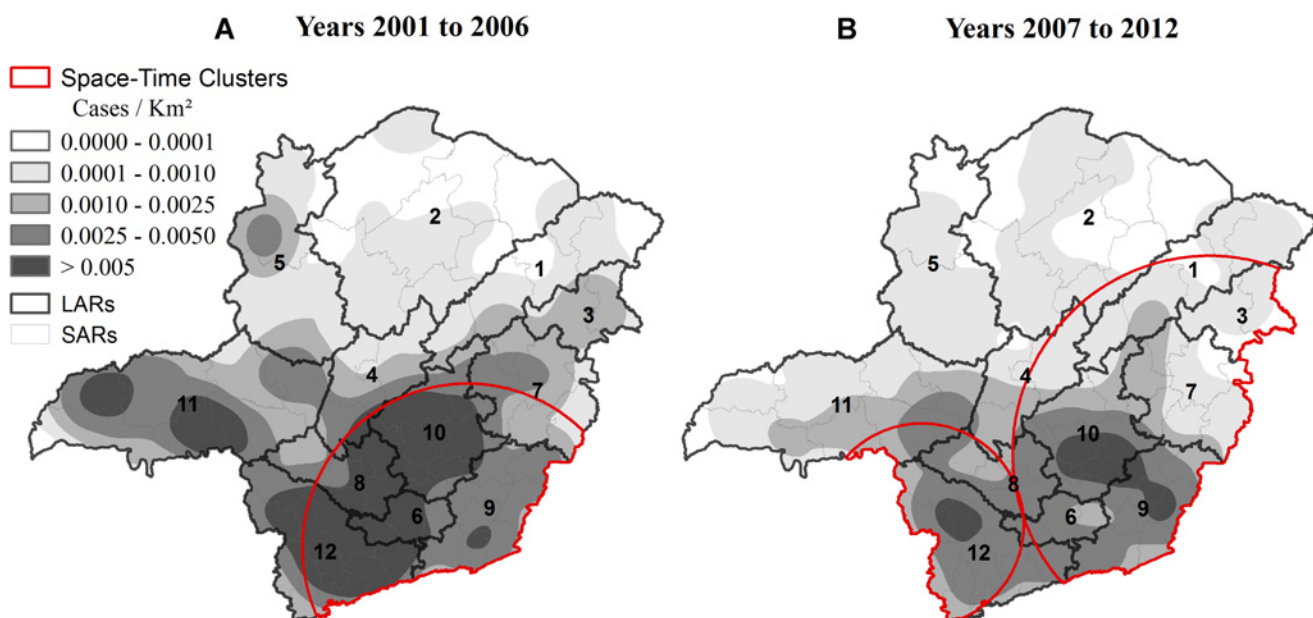 A Years 2001 to 2006
B Years 2007 to 2012
Space-Time Clusters
Cases / Km²
0.0000 - 0.0001
0.0001 - 0.0010
0.0010 - 0.0025
0.0025 - 0.0050
> 0.005
LARs
SARs
2
5
1
3
4
7
11
10
8
9
6
12
2
5
1
3
4
7
11
10
8
9
6
12